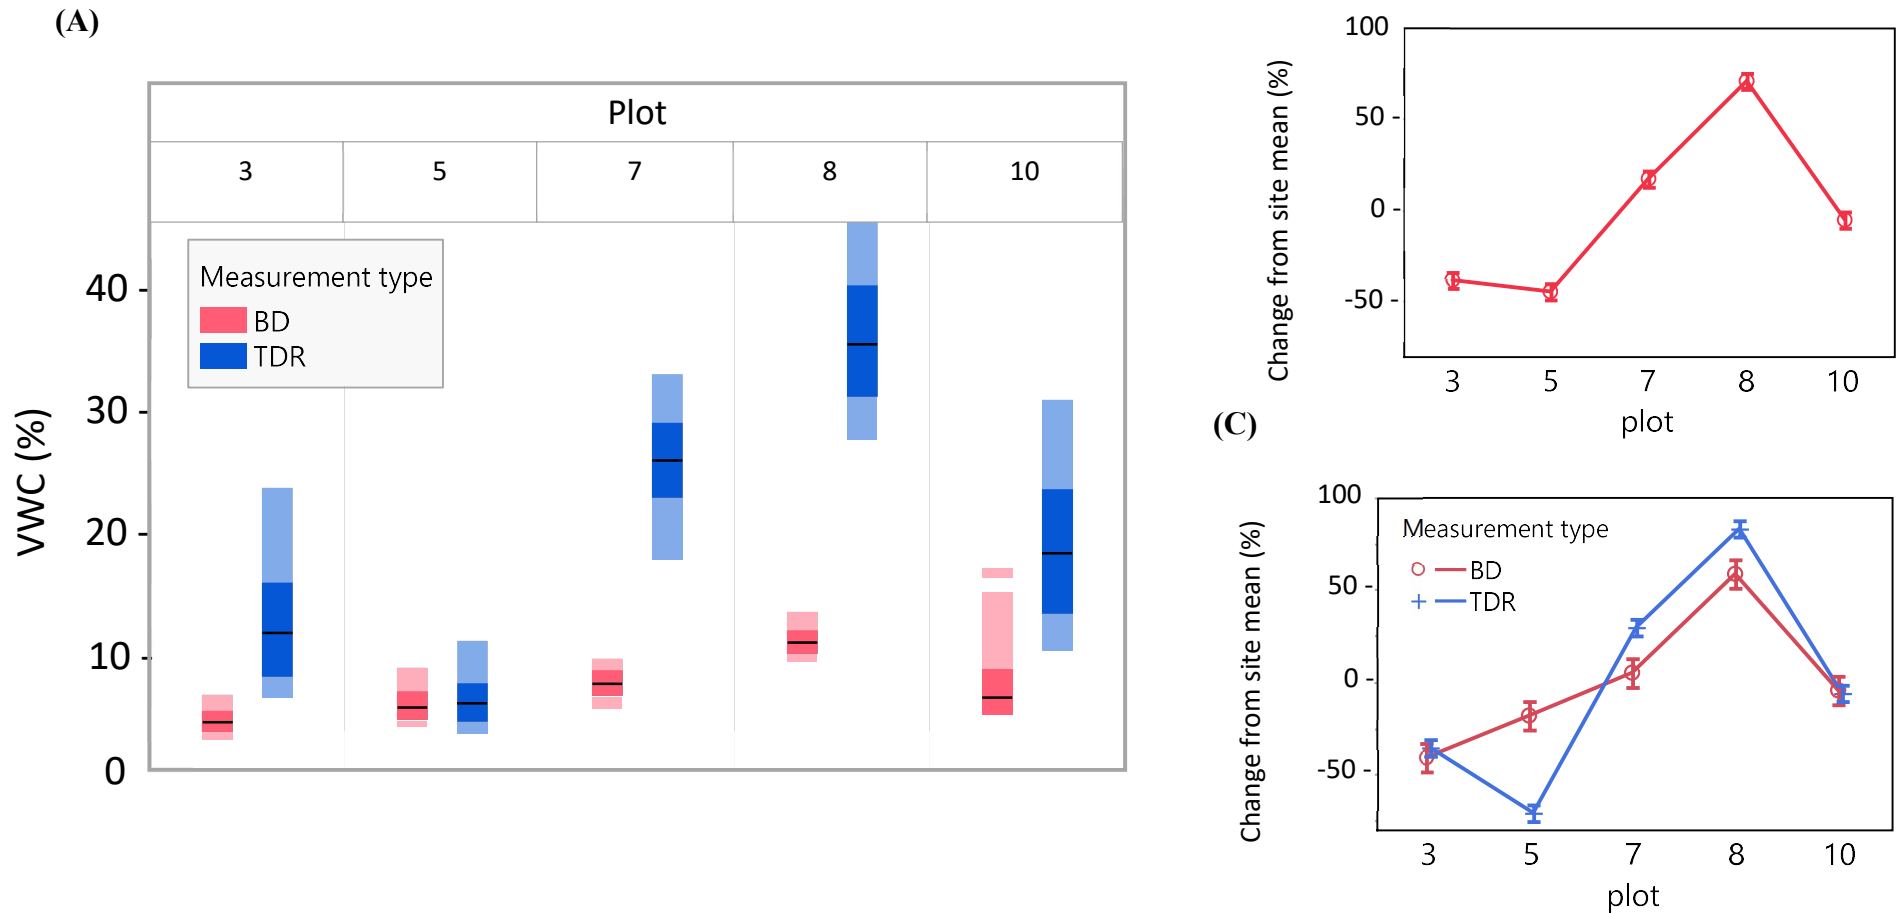 (A)
Plot
3 5 7 8 10
Measurement type
BD
TDR
40
30
20
10
0
VWC (%)
100
50
0
-50
Change from site mean (%)
3 5 7 8 10
plot
(C)
100
50
0
-50
Change from site mean (%)
Measurement type
BD
TDR
3 5 7 8 10
plot